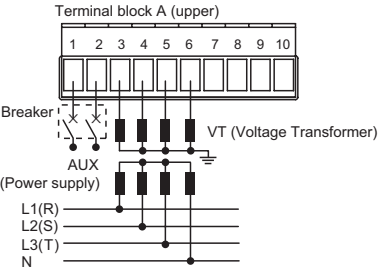 Terminal block A (upper)
1 2 3 4 5 6 7 8 9 10
Breaker
VT (Voltage Transformer)
AUX
(Power supply)
L1(R)
L2(S)
L3(T)
N